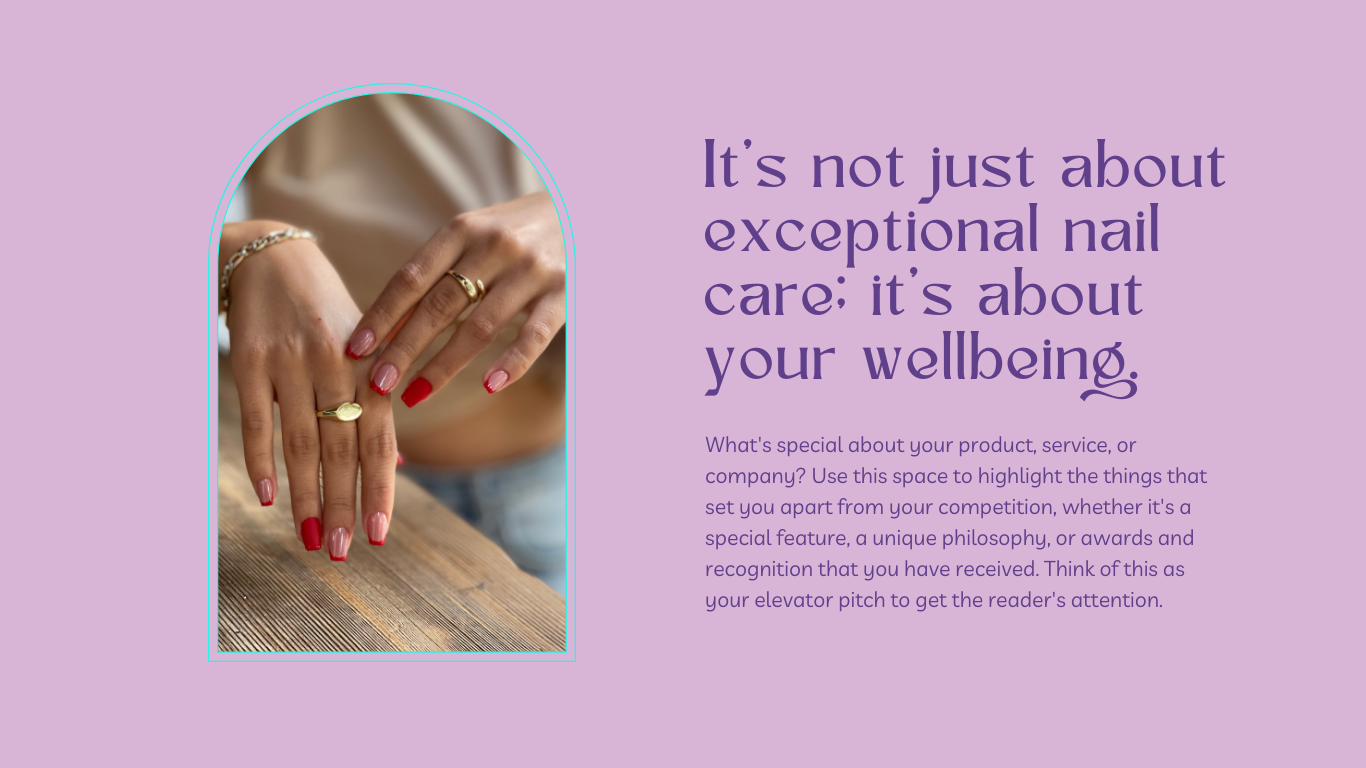 It's not just about
exceptional nail
care; it's about
your wellbeing.
What's special about your product, service, or
company? Use this space to highlight the things that
set you apart from your competition, whether it's a
special feature, a unique philosophy, or awards and
recognition that you have received. Think of this as
your elevator pitch to get the reader's attention.